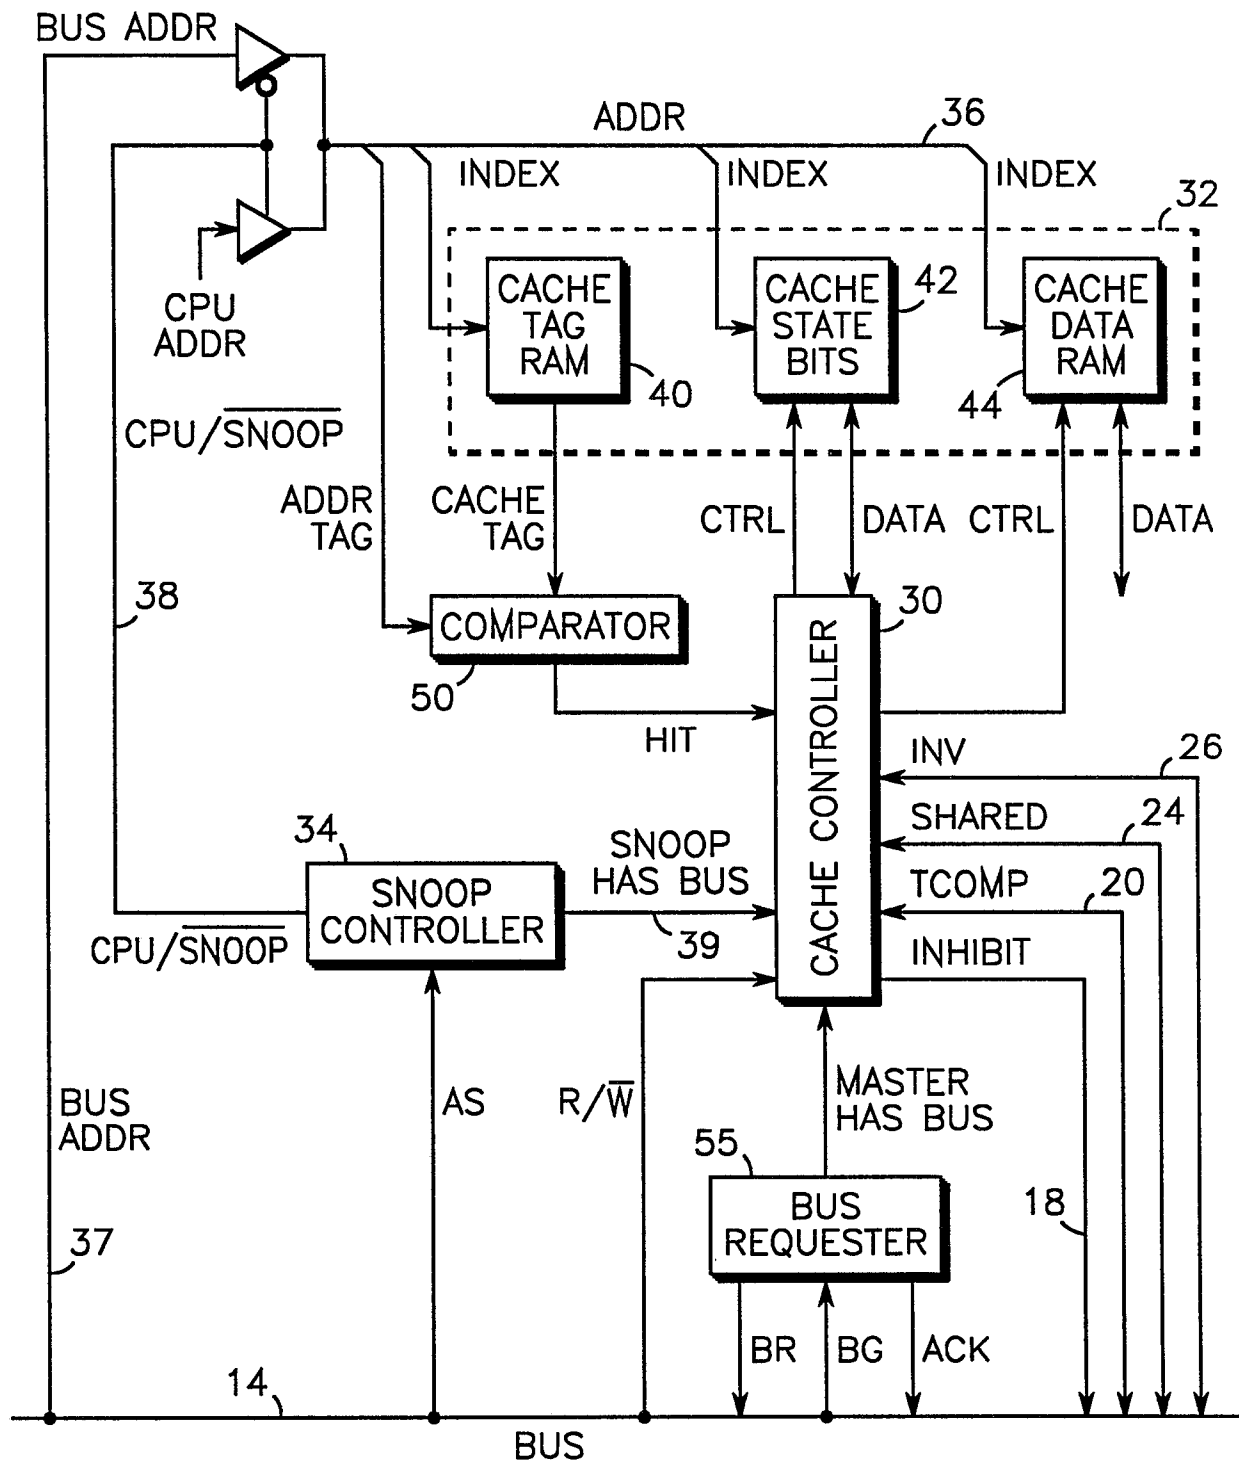 BUS ADDR
ADDR
36
INDEX
INDEX
INDEX
32
CPU
ADDR
CACHE
TAG
RAM
40
CACHE
STATE
BITS
42
CACHE
DATA
RAM
44
CPU/SNOOP
ADDR
TAG
CACHE
TAG
CTRL
DATA
CTRL
DATA
38
COMPARATOR
50
30
CACHE CONTROLLER
HIT
INV
26
34
SNOOP
CONTROLLER
SNOOP
HAS BUS
39
SHARED
24
TCOMP
20
CPU/SNOOP
INHIBIT
BUS
ADDR
AS
R/W
MASTER
HAS BUS
55
BUS
REQUESTER
18
37
BR
BG
ACK
14
BUS